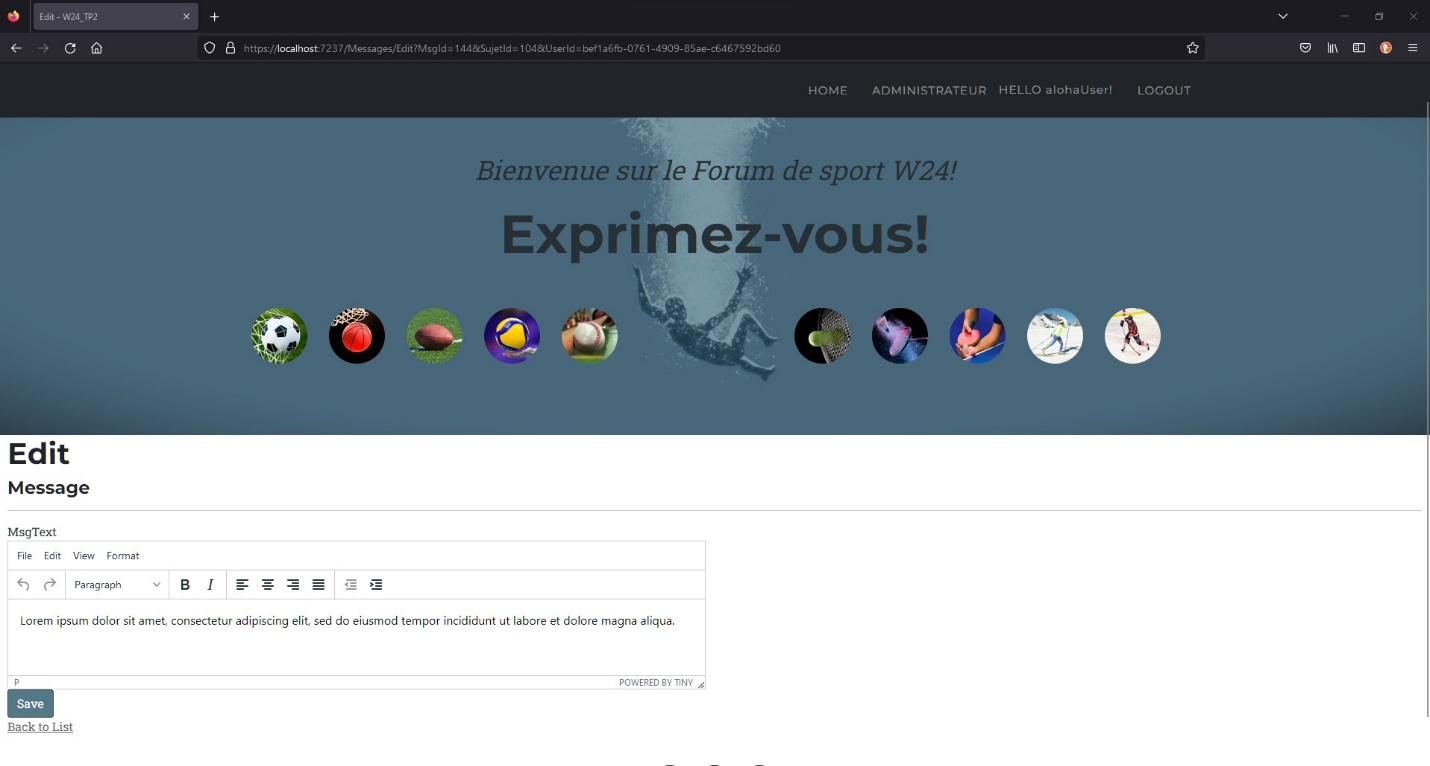 Edit - W24_TP2
https://localhost:7237/Messages/Edit?MsgId=144&SujetId=104&UserId=bef1a6fb-0761-4909-85ae-c6467592bd60
HOME ADMINISTRATEUR HELLO alohaUser! LOGOUT
Bienvenue sur le Forum de sport W24!
Exprimez-vous!
Edit
Message
MsgText
File Edit View Format
Paragraph B I
Lorem ipsum dolor sit amet, consectetur adipiscing elit, sed do eiusmod tempor incididunt ut labore et dolore magna aliqua.
P POWERED BY TINY
Save
Back to List